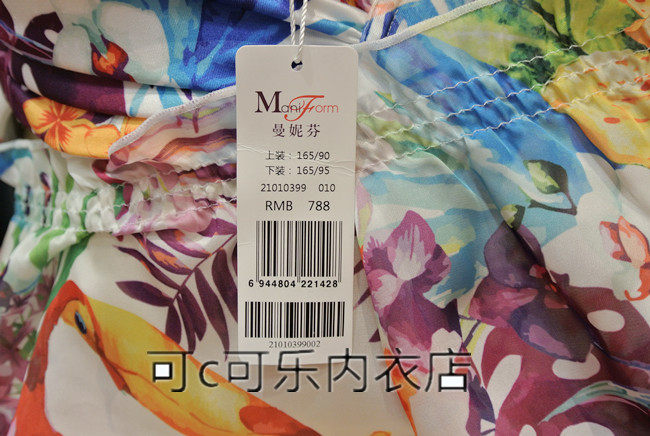 ManiForm
曼妮芬
上装：165/90
下装：165/95
21010399 010
RMB 788
6 944804 221428
21010399002
可c可乐内衣店